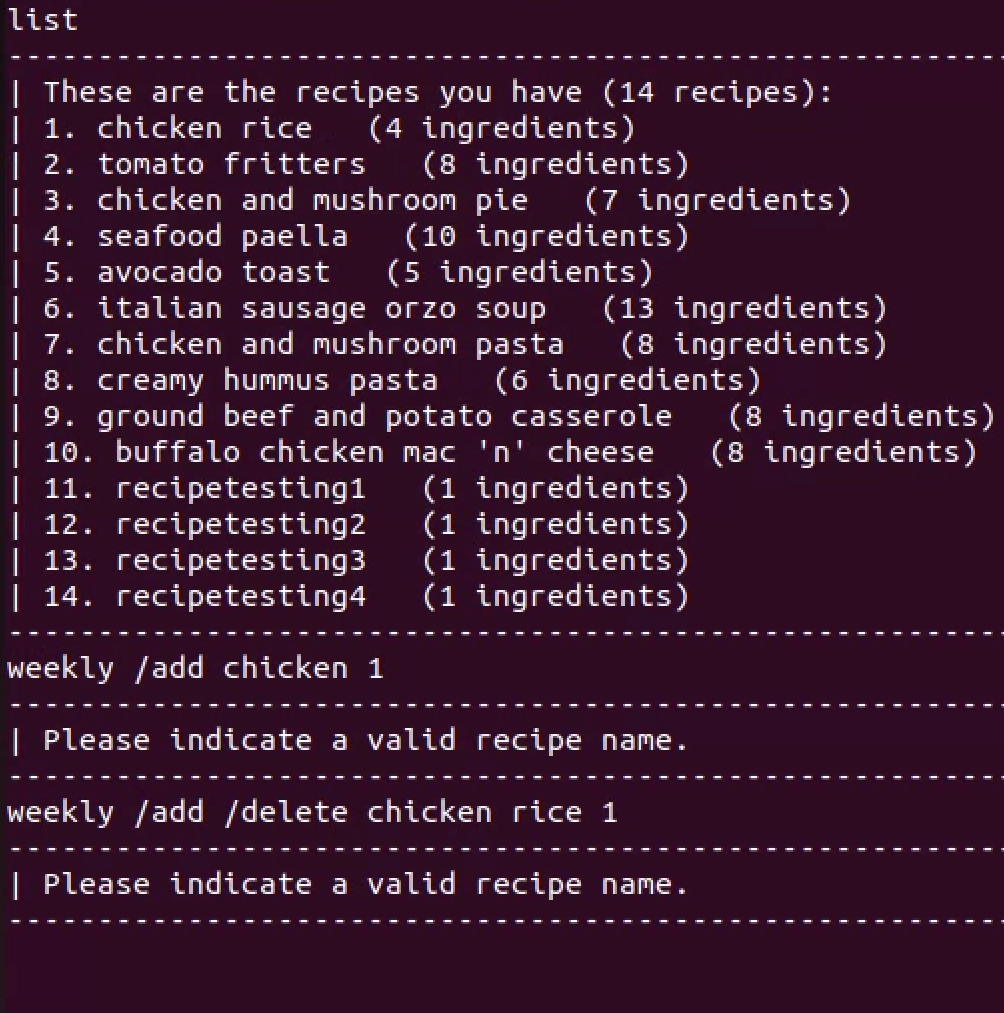 list
--------------------------------------------------------
| These are the recipes you have (14 recipes):
| 1. chicken rice   (4 ingredients)
| 2. tomato fritters   (8 ingredients)
| 3. chicken and mushroom pie   (7 ingredients)
| 4. seafood paella   (10 ingredients)
| 5. avocado toast   (5 ingredients)
| 6. italian sausage orzo soup   (13 ingredients)
| 7. chicken and mushroom pasta   (8 ingredients)
| 8. creamy hummus pasta   (6 ingredients)
| 9. ground beef and potato casserole   (8 ingredients)
| 10. buffalo chicken mac 'n' cheese   (8 ingredients)
| 11. recipetesting1   (1 ingredients)
| 12. recipetesting2   (1 ingredients)
| 13. recipetesting3   (1 ingredients)
| 14. recipetesting4   (1 ingredients)
--------------------------------------------------------
weekly /add chicken 1
--------------------------------------------------------
| Please indicate a valid recipe name.
--------------------------------------------------------
weekly /add /delete chicken rice 1
--------------------------------------------------------
| Please indicate a valid recipe name.
--------------------------------------------------------